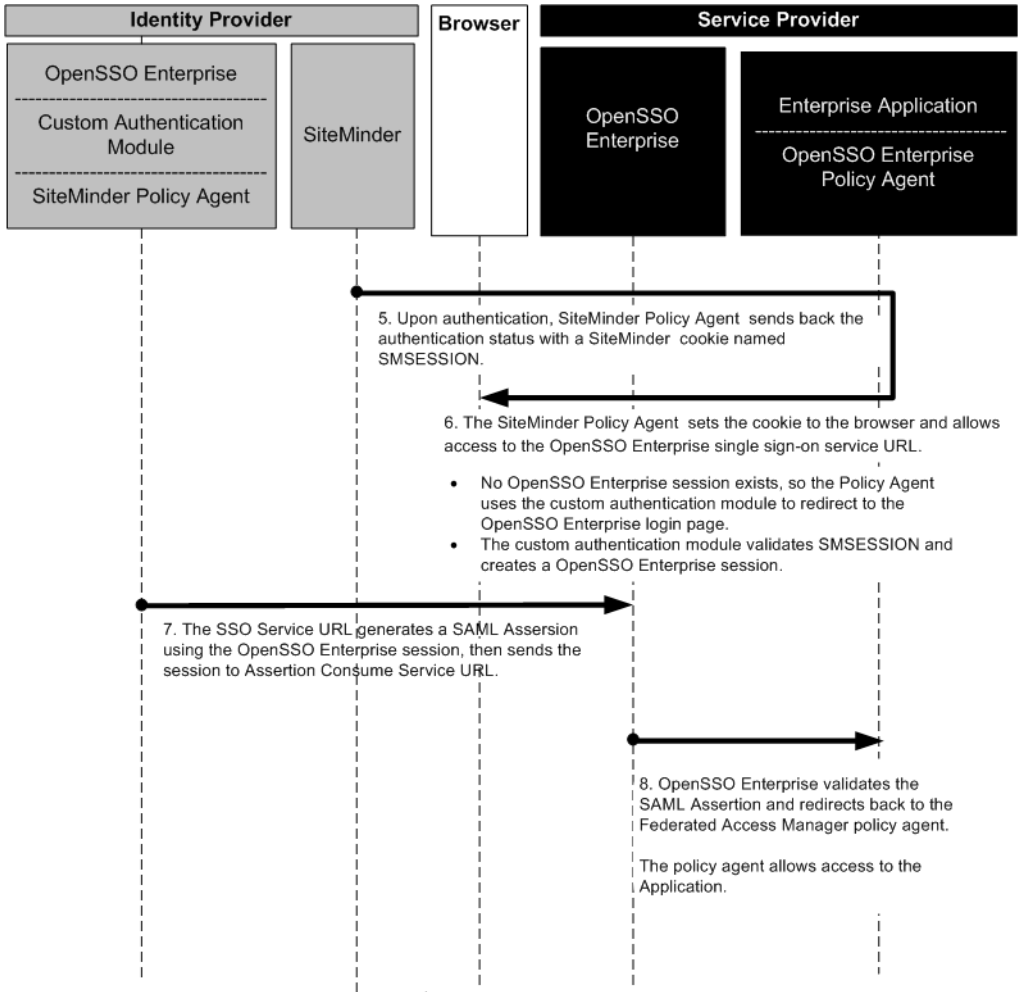 Identity Provider
Browser
Service Provider
OpenSSO Enterprise
Custom Authentication
Module
SiteMinder Policy Agent
SiteMinder
OpenSSO
Enterprise
Enterprise Application
OpenSSO Enterprise
Policy Agent
5. Upon authentication, SiteMinder Policy Agent sends back the
authentication status with a SiteMinder cookie named
SMSESSION.
6. The SiteMinder Policy Agent sets the cookie to the browser and allows
access to the OpenSSO Enterprise single sign-on service URL.
• No OpenSSO Enterprise session exists, so the Policy Agent
uses the custom authentication module to redirect to the
OpenSSO Enterprise login page.
• The custom authentication module validates SMSESSION and
creates a OpenSSO Enterprise session.
7. The SSO Service URL generates a SAML Assersion
using the OpenSSO Enterprise session, then sends the
session to Assertion Consume Service URL.
8. OpenSSO Enterprise validates the
SAML Assertion and redirects back to the
Federated Access Manager policy agent.
The policy agent allows access to the
Application.